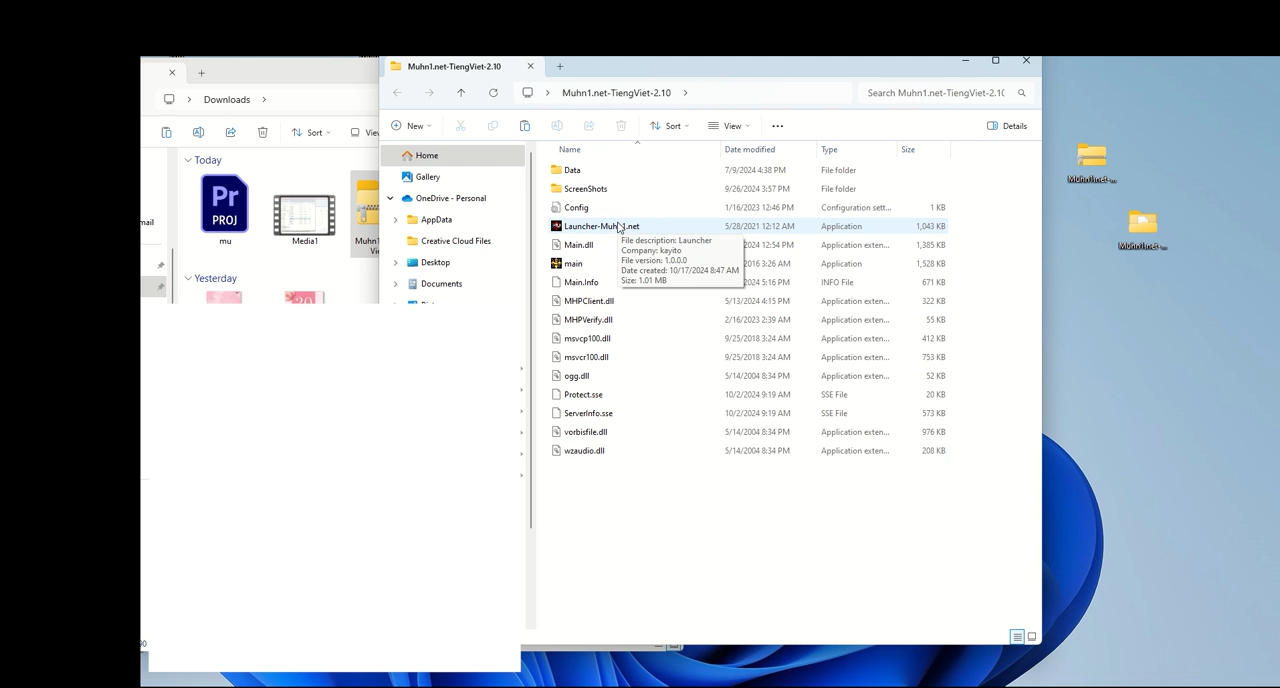 Muhn1.net-TiengViet-2.10
Downloads
Muhn1.net-TiengViet-2.10
Search Muhn1.net-TiengViet-2.10
Sort
New
Sort
View
Details
Today
Pr
PROJ
mu
Media1
Yesterday
Home
Gallery
OneDrive - Personal
AppData
Creative Cloud Files
Desktop
Documents
Name Date modified Type Size
Data 7/9/2024 4:38 PM File folder
ScreenShots 9/26/2024 3:57 PM File folder
Config 1/16/2023 12:46 PM Configuration sett... 1 KB
Launcher-Muhn1.net 5/28/2021 12:12 AM Application 1,043 KB
Main.dll 2024 12:54 PM Application exten... 1,385 KB
main 2016 3:26 AM Application 1,528 KB
Main.Info 2024 5:16 PM INFO File 671 KB
MHPClient.dll 5/13/2024 4:15 PM Application exten... 322 KB
MHPVerify.dll 2/16/2023 2:39 AM Application exten... 55 KB
msvcp100.dll 9/25/2018 3:24 AM Application exten... 412 KB
msvcr100.dll 9/25/2018 3:24 AM Application exten... 753 KB
ogg.dll 5/14/2004 8:34 PM Application exten... 52 KB
Protect.sse 10/2/2024 9:19 AM SSE File 20 KB
ServerInfo.sse 10/2/2024 9:19 AM SSE File 573 KB
vorbisfile.dll 5/14/2004 8:34 PM Application exten... 976 KB
wzaudio.dll 5/14/2004 8:34 PM Application exten... 208 KB
File description: Launcher
Company: kayito
File version: 1.0.0.0
Date created: 10/17/2024 8:47 AM
Size: 1.01 MB
Muhn1net-...
Muhn1net-...